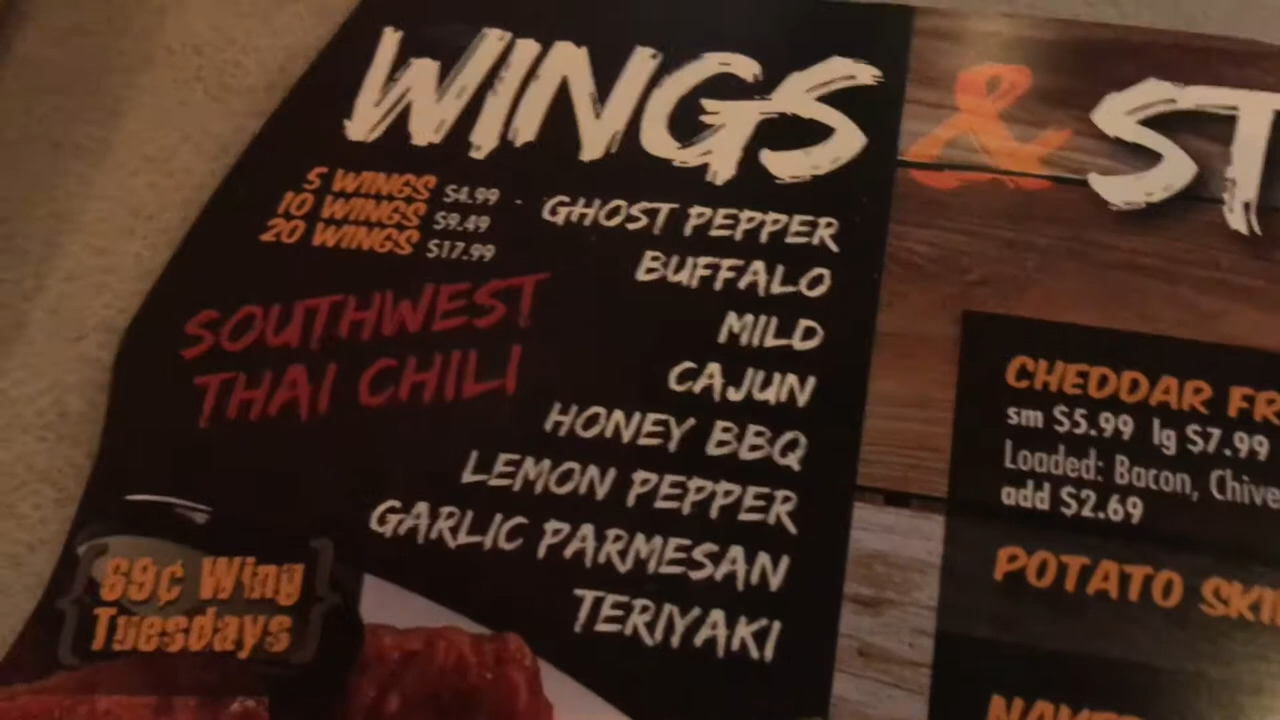 WINGS
5 WINGS $4.99
10 WINGS $9.49
20 WINGS $17.99
SOUTHWEST
THAI CHILI
GHOST PEPPER
BUFFALO
MILD
CAJUN
HONEY BBQ
LEMON PEPPER
GARLIC PARMESAN
TERIYAKI
69¢ Wing
Tuesdays
& ST
CHEDDAR FR
sm $5.99 lg $7.99
Loaded: Bacon, Chive
add $2.69
POTATO SKI